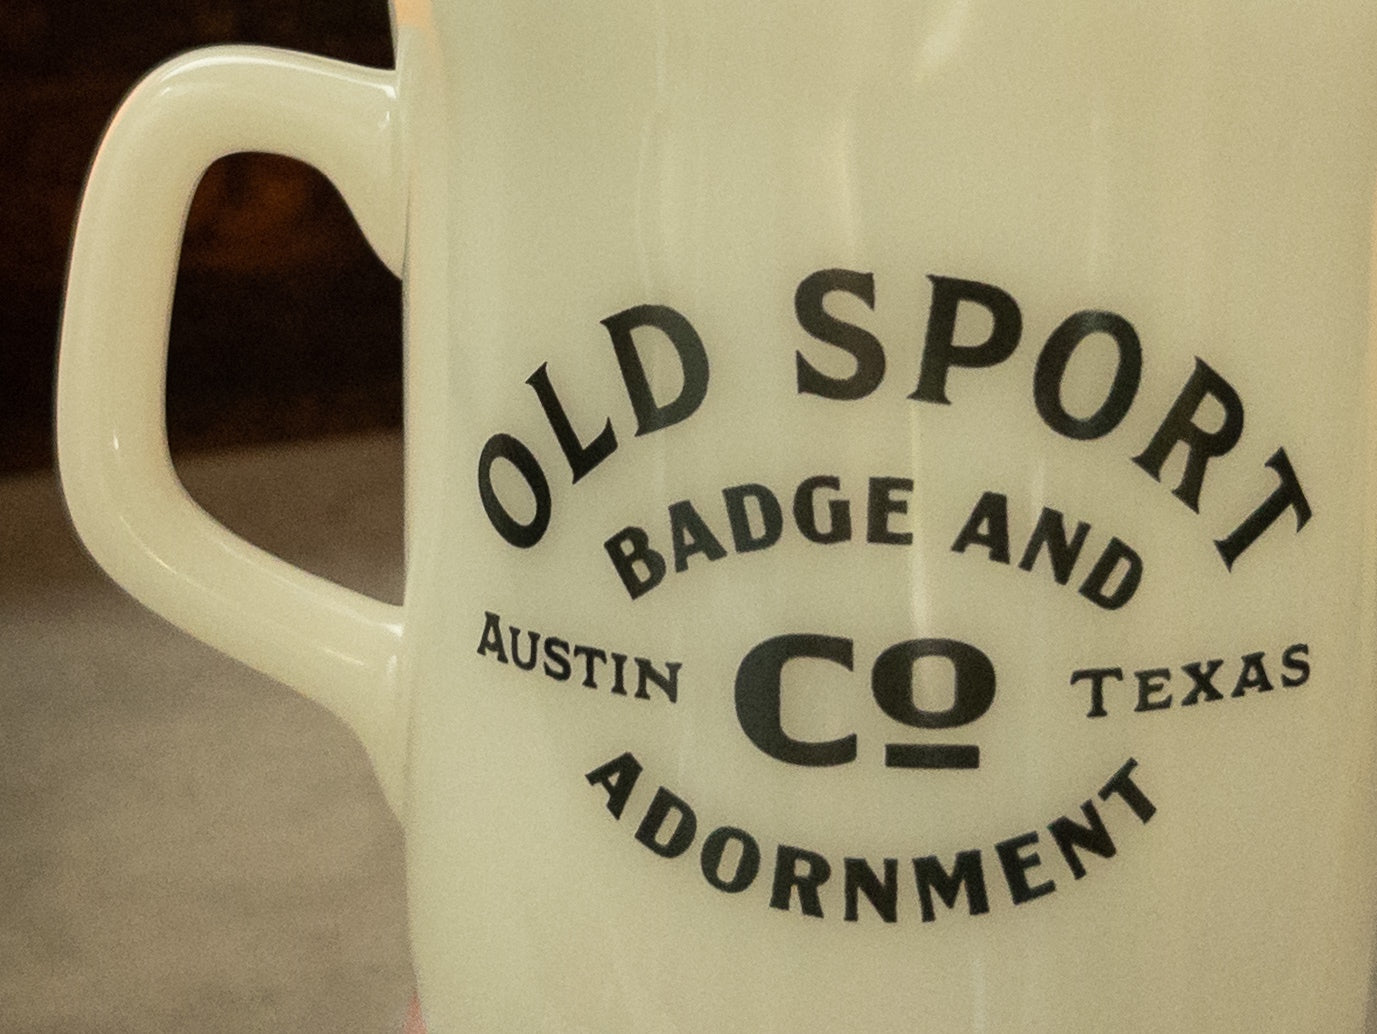 OLD SPORT
BADGE AND
AUSTIN Co TEXAS
ADORNMENT